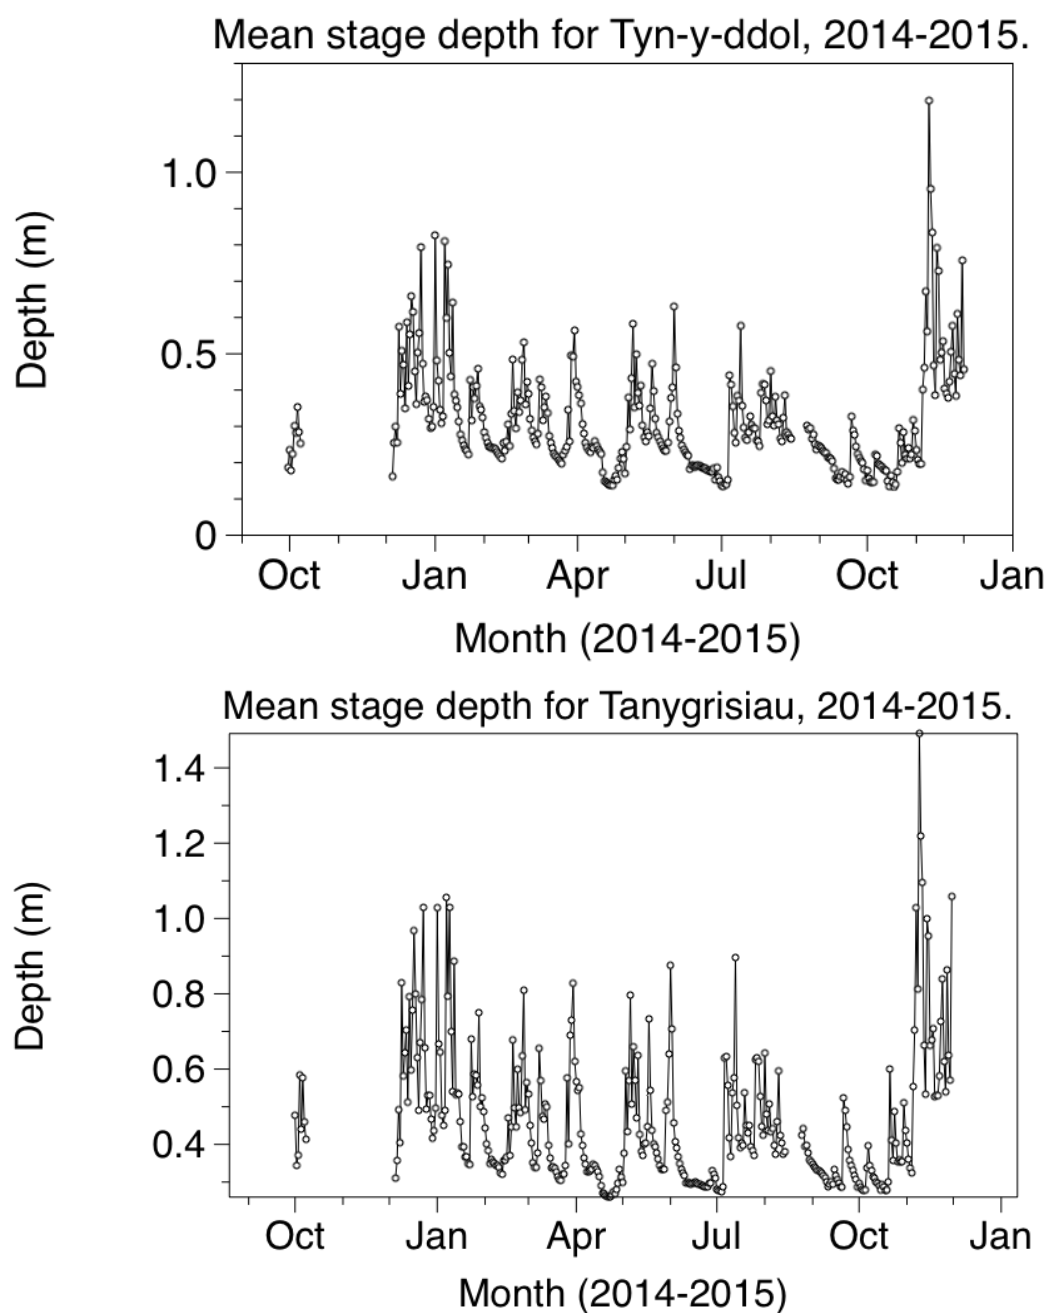 Mean stage depth for Tyn-y-ddol, 2014-2015.
Depth (m)
1.0
0.5
0
Oct Jan Apr Jul Oct Jan
Month (2014-2015)
Mean stage depth for Tanygrisiau, 2014-2015.
Depth (m)
1.4
1.2
1.0
0.8
0.6
0.4
Oct Jan Apr Jul Oct Jan
Month (2014-2015)